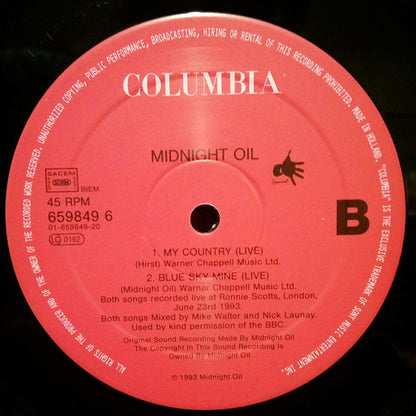 UNAUTHORIZED COPYING, PUBLIC PERFORMANCE, BROADCASTING, HIRING OR RENTAL OF THIS RECORDING PROHIBITED. MADE IN HOLLAND. "COLUMBIA" IS THE EXCLUSIVE TRADEMARK OF SONY MUSIC ENTERTAINMENT INC.
ALL RIGHTS OF THE PRODUCER AND OF THE OWNER OF THE RECORDED WORK RESERVED.
COLUMBIA
MIDNIGHT OIL
SACEM
BIEM
45 RPM
659849 6
01-659849-20
LC 0162
B
1. MY COUNTRY (LIVE)
(Hirst) Warner Chappell Music Ltd.
2. BLUE SKY MINE (LIVE)
(Midnight Oil) Warner Chappell Music Ltd.
Both songs recorded live at Ronnie Scotts, London,
June 23rd 1993.
Both songs Mixed by Mike Walter and Nick Launay.
Used by kind permission of the BBC.
Original Sound Recording Made By Midnight Oil
The Copyright In This Sound Recording Is
Owned By Midnight Oil
© 1993 Midnight Oil